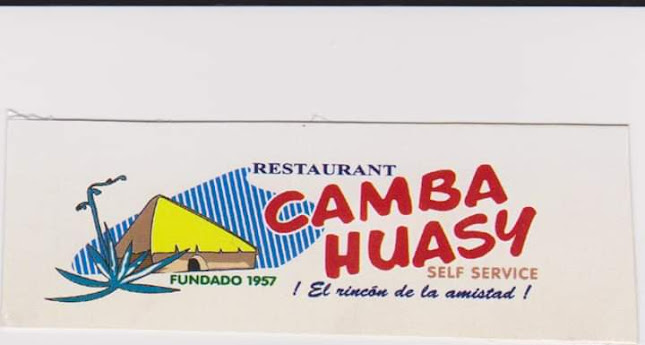 RESTAURANT
CAMBA
HUASY
SELF SERVICE
FUNDADO 1957
! El rincón de la amistad !